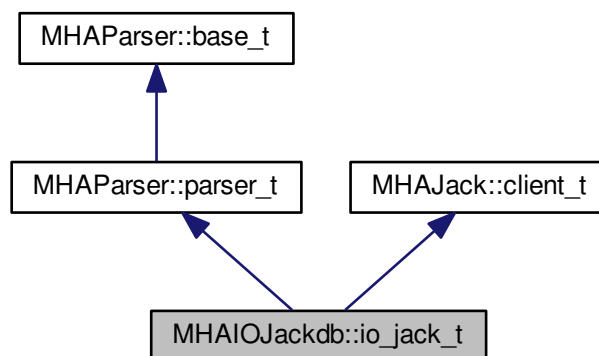 MHAParser::base_t
MHAParser::parser_t
MHAJack::client_t
MHAIOJackdb::io_jack_t